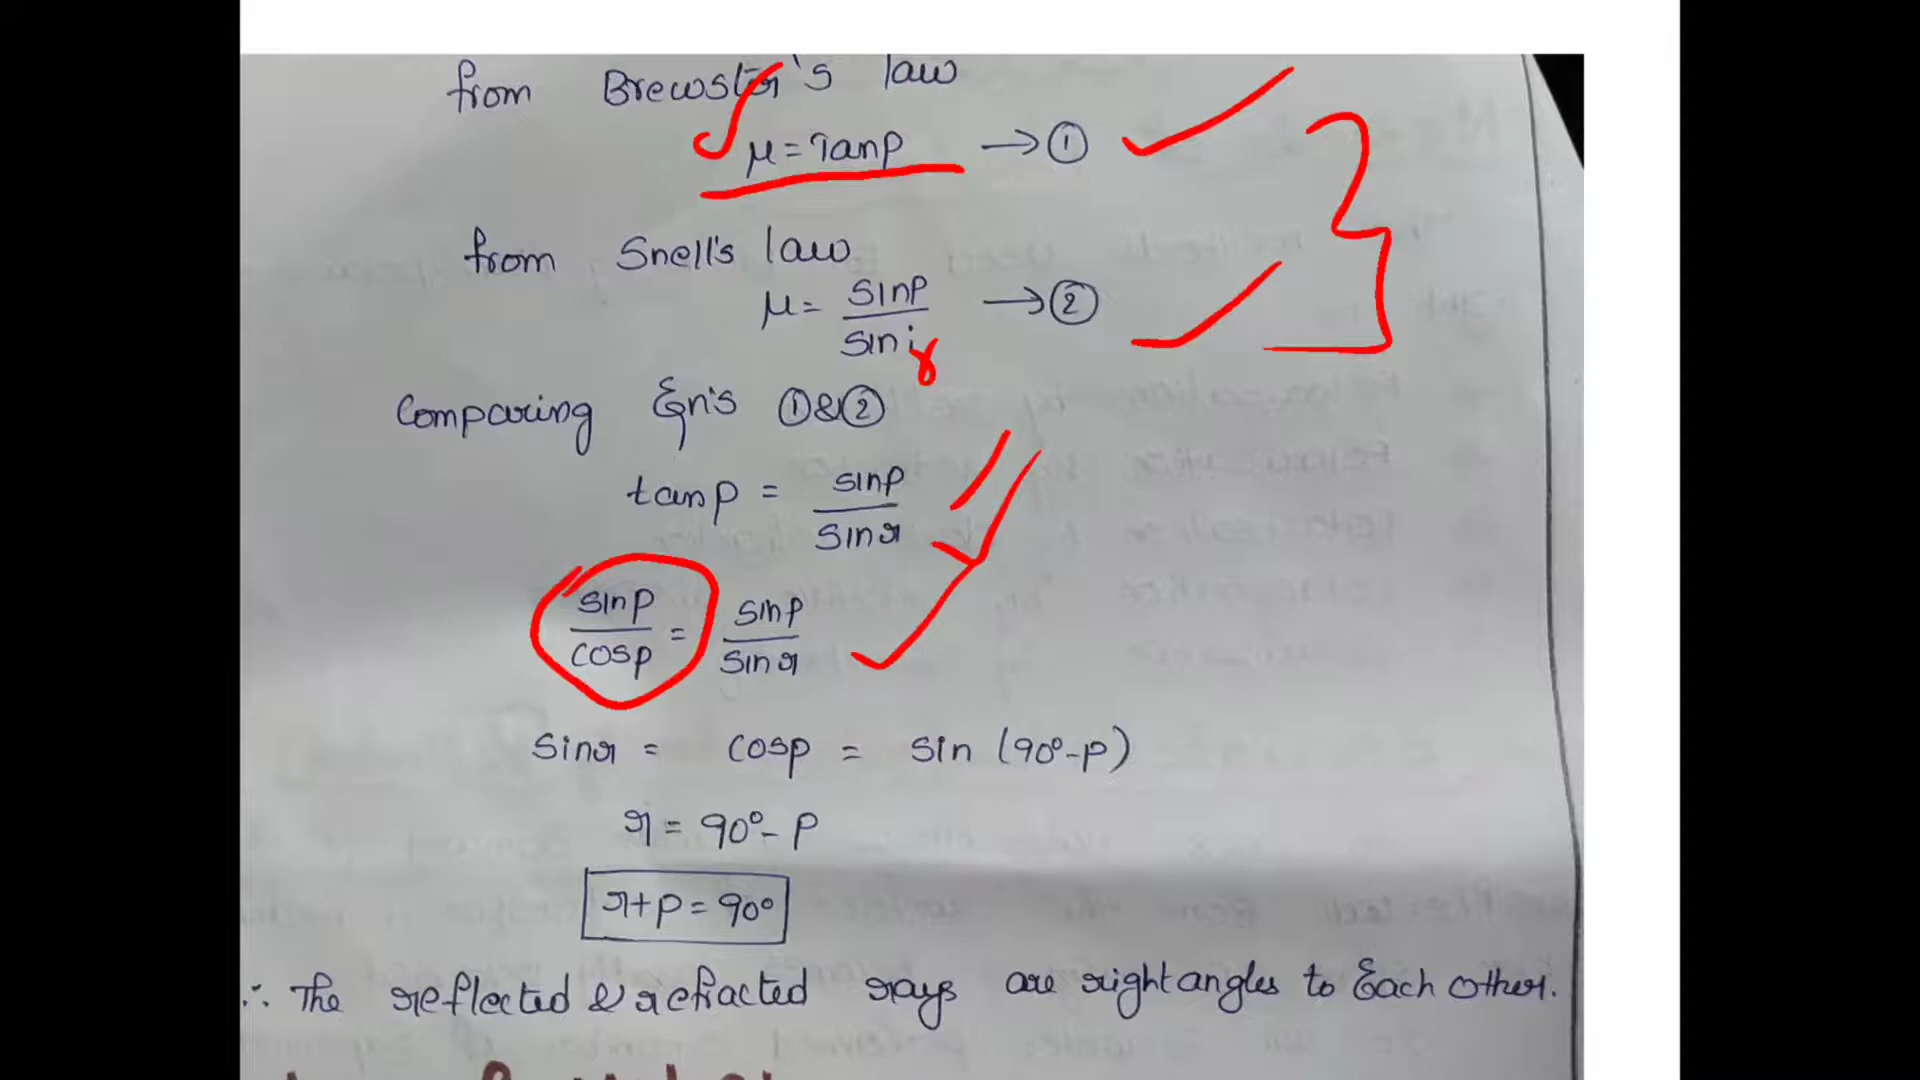 from Brewster's law
μ = Tanp → ①
from Snell's law
μ = sinp / sin i r → ②
Comparing Eqn's ① & ②
tanp = sinp / sinr
sinp / cosp = sinp / sinr
sinr = cosp = sin (90°-p)
r = 90° - p
r+p = 90°
∴ The reflected & refracted rays are right angles to Each other.